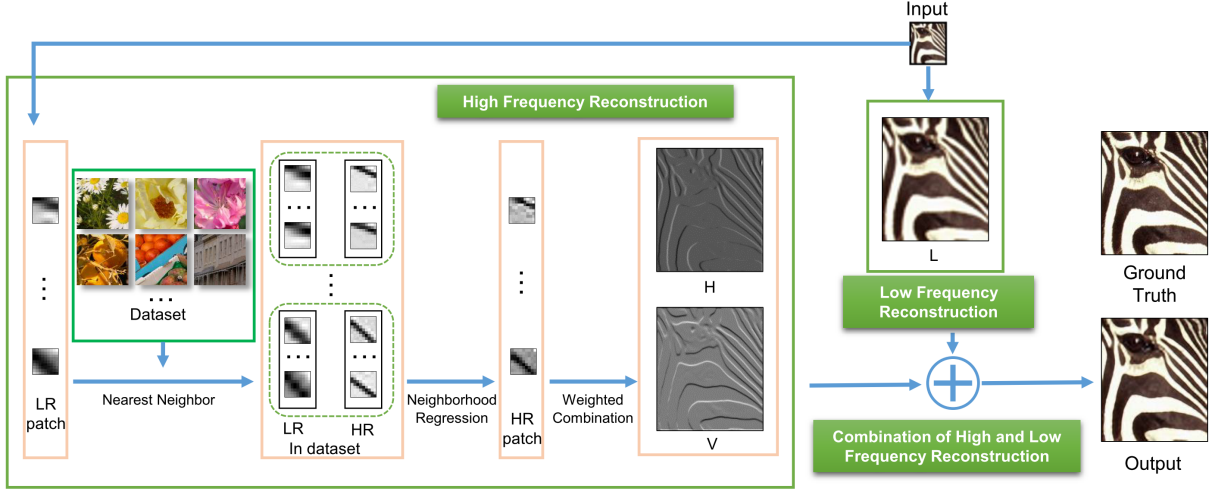 Input
High Frequency Reconstruction
L
H
Low Frequency
Reconstruction
Ground
Truth
...
Dataset
...
...
...
...
LR
patch
Nearest Neighbor
LR
HR
In dataset
Neighborhood
Regression
HR
patch
Weighted
Combination
V
Combination of High and Low
Frequency Reconstruction
Output